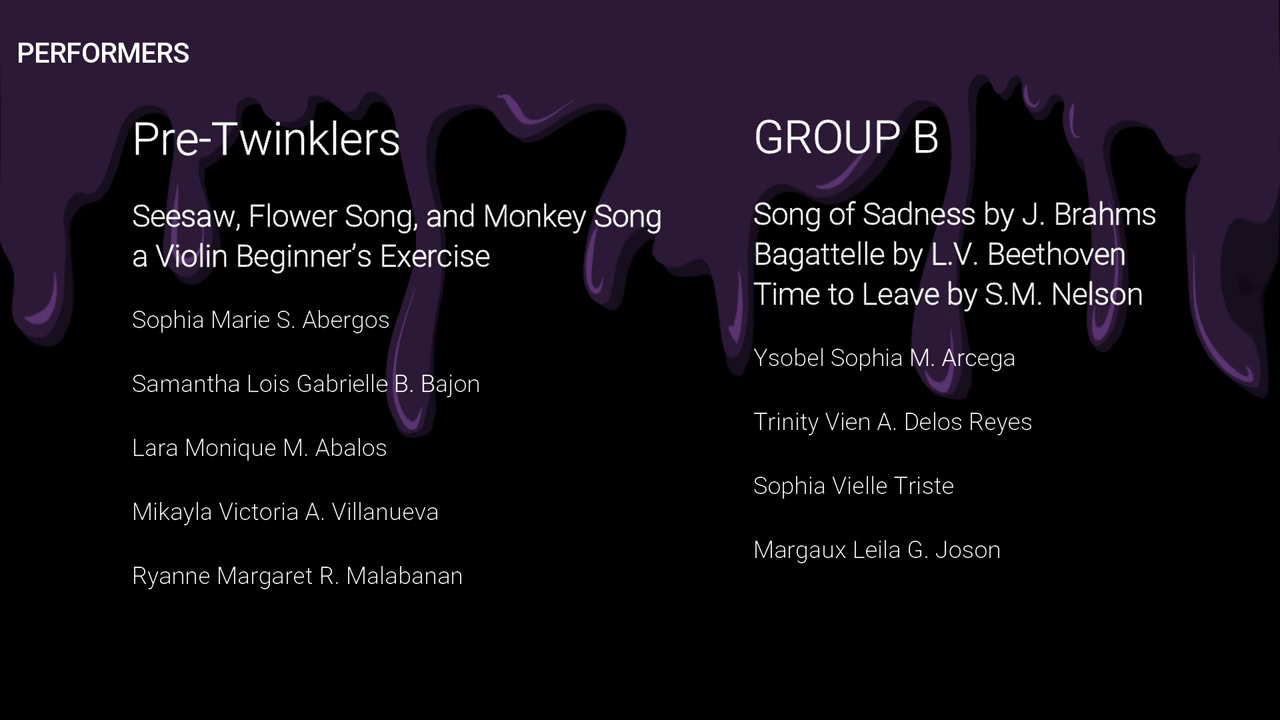 PERFORMERS
Pre-Twinklers
Seesaw, Flower Song, and Monkey Song
a Violin Beginner’s Exercise
Sophia Marie S. Abergos
Samantha Lois Gabrielle B. Bajon
Lara Monique M. Abalos
Mikayla Victoria A. Villanueva
Ryanne Margaret R. Malabanan
GROUP B
Song of Sadness by J. Brahms
Bagattelle by L.V. Beethoven
Time to Leave by S.M. Nelson
Ysobel Sophia M. Arcega
Trinity Vien A. Delos Reyes
Sophia Vielle Triste
Margaux Leila G. Joson